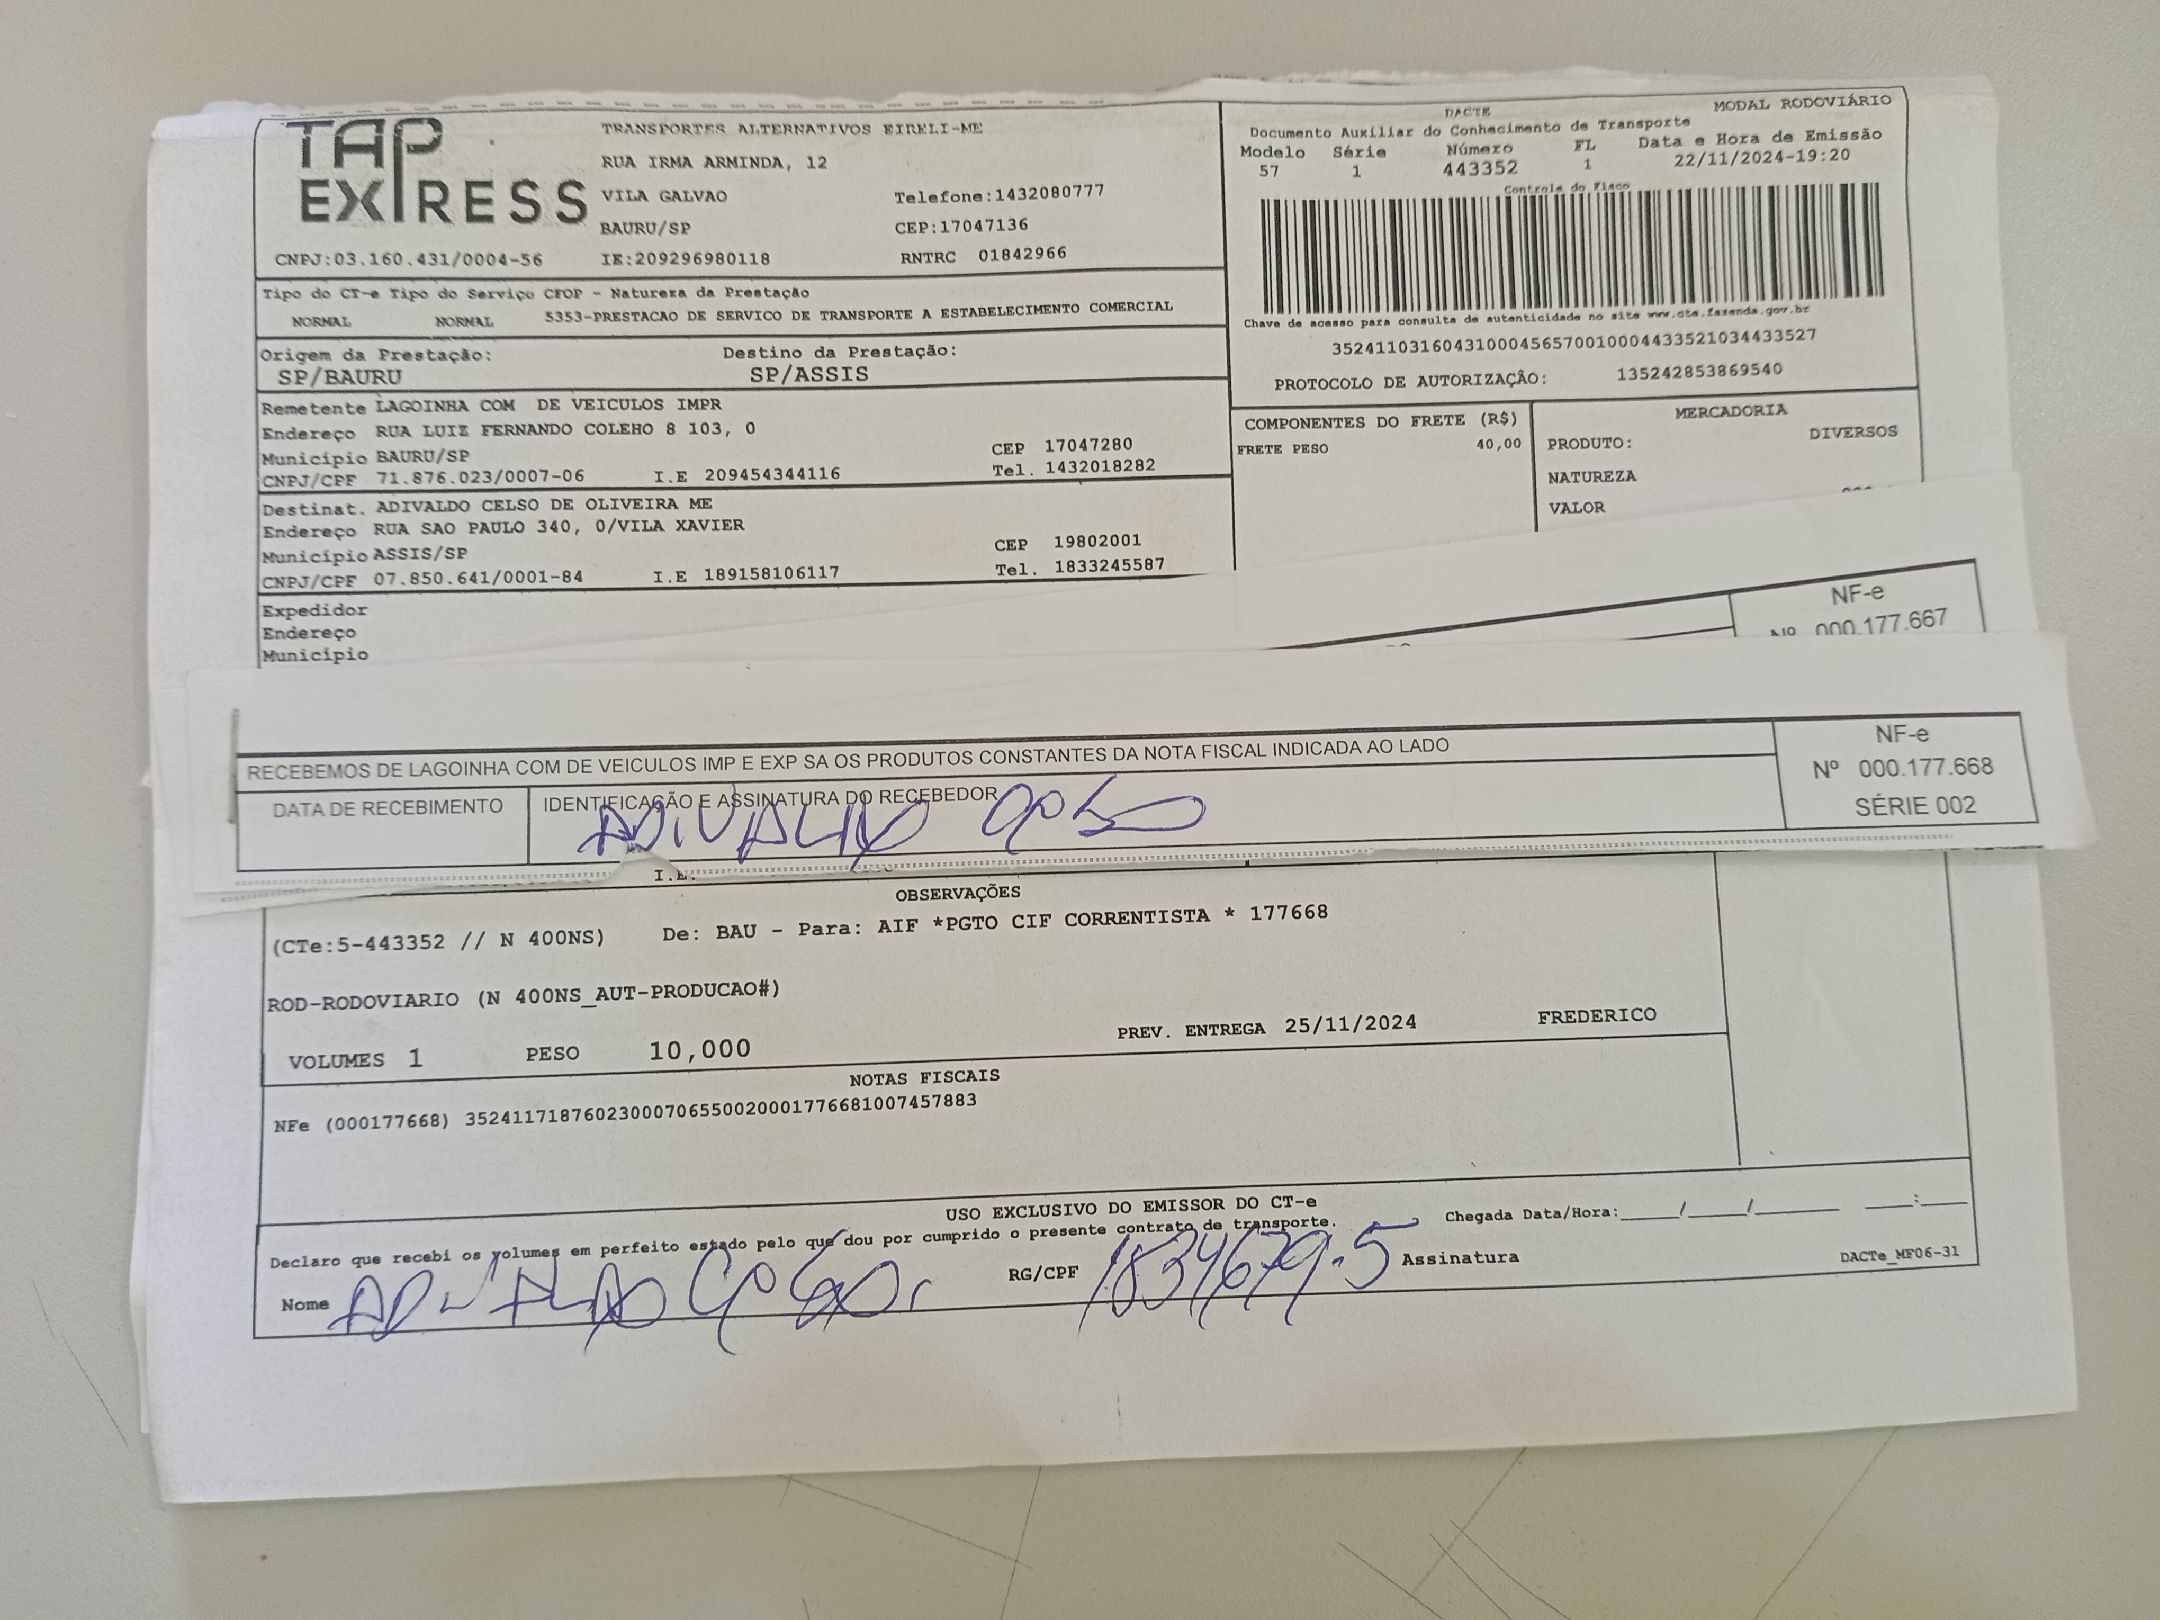 TAP EXPRESS
TRANSPORTES ALTERNATIVOS EIRELI-ME
RUA IRMA ARMINDA, 12
VILA GALVAO Telefone:1432080777
BAURU/SP CEP:17047136
CNPJ:03.160.431/0004-56 IE:209296980118 RNTRC 01842966
DACTE MODAL RODOVIÁRIO
Documento Auxiliar do Conhecimento de Transporte
Modelo Série Número FL Data e Hora de Emissão
57 1 443352 1 22/11/2024-19:20
Controle do Fisco
Chave de acesso para consulta de autenticidade no site www.cte.fazenda.gov.br
35241103160431000456570010004433521034433527
PROTOCOLO DE AUTORIZAÇÃO: 135242853869540
Tipo do CT-e Tipo do Serviço CFOP - Natureza da Prestação
NORMAL NORMAL 5353-PRESTACAO DE SERVICO DE TRANSPORTE A ESTABELECIMENTO COMERCIAL
Origem da Prestação: Destino da Prestação:
SP/BAURU SP/ASSIS
Remetente LAGOINHA COM DE VEICULOS IMPR
Endereço RUA LUIZ FERNANDO COLEHO 8 103, 0
Município BAURU/SP CEP 17047280
CNPJ/CPF 71.876.023/0007-06 I.E 209454344116 Tel. 1432018282
Destinat. ADIVALDO CELSO DE OLIVEIRA ME
Endereço RUA SAO PAULO 340, 0/VILA XAVIER
Município ASSIS/SP CEP 19802001
CNPJ/CPF 07.850.641/0001-84 I.E 189158106117 Tel. 1833245587
Expedidor
Endereço
Município
COMPONENTES DO FRETE (R$)
FRETE PESO 40,00
MERCADORIA
PRODUTO: DIVERSOS
NATUREZA
VALOR
NF-e
Nº 000.177.667
RECEBEMOS DE LAGOINHA COM DE VEICULOS IMP E EXP SA OS PRODUTOS CONSTANTES DA NOTA FISCAL INDICADA AO LADO
DATA DE RECEBIMENTO IDENTIFICAÇÃO E ASSINATURA DO RECEBEDOR
ADIVALDO
NF-e
Nº 000.177.668
SÉRIE 002
I.E.
OBSERVAÇÕES
(CTe:5-443352 // N 400NS) De: BAU - Para: AIF *PGTO CIF CORRENTISTA * 177668
ROD-RODOVIARIO (N 400NS_AUT-PRODUCAO#)
VOLUMES 1 PESO 10,000 PREV. ENTREGA 25/11/2024 FREDERICO
NOTAS FISCAIS
NFe (000177668) 35241171876023000706550020001776681007457883
USO EXCLUSIVO DO EMISSOR DO CT-e
Declaro que recebi os volumes em perfeito estado pelo que dou por cumprido o presente contrato de transporte.
Chegada Data/Hora:_____/_____/_______ ____:____
Nome ADIVALDO RG/CPF 1834679-5 Assinatura
DACTe_MF06-31